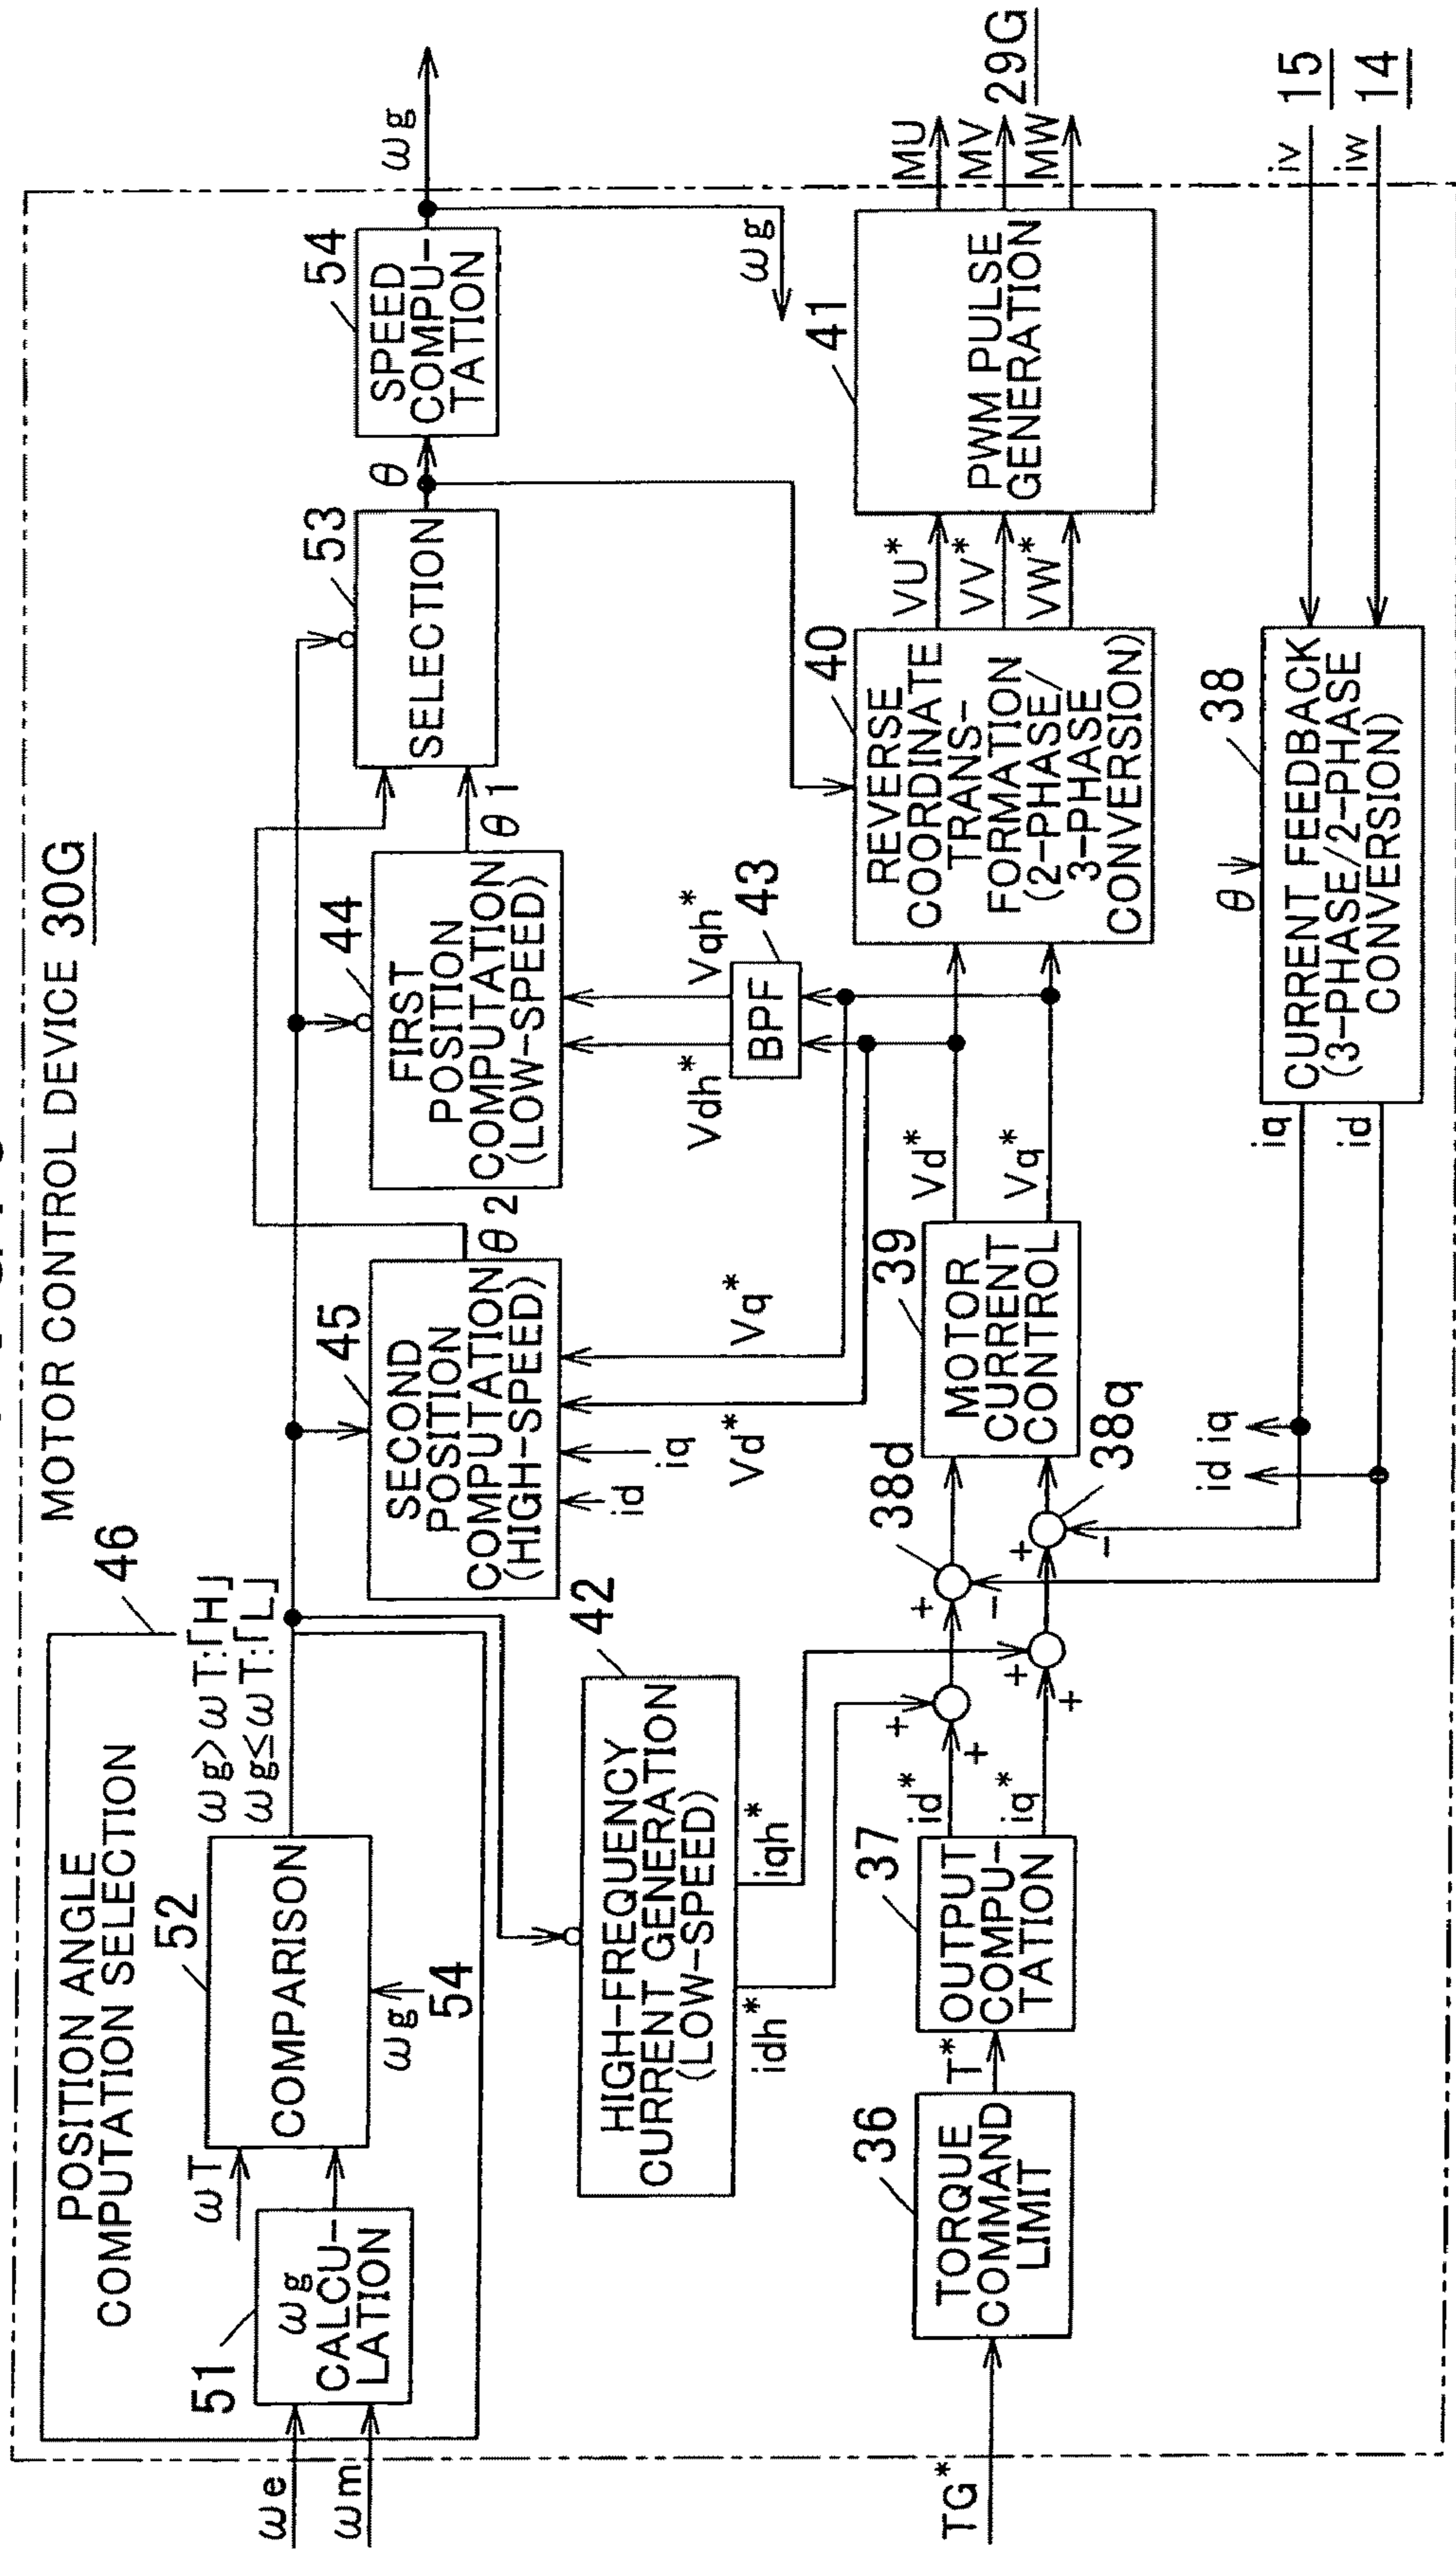 MOTOR CONTROL DEVICE 30G
POSITION ANGLE
COMPUTATION SELECTION
46
ωe
ωm
51
ωg
CALCU-
LATION
ωT
52
COMPARISON
ωg
54
ωg>ωT:「H」
ωg≤ωT:「L」
45
SECOND
POSITION
COMPUTATION
(HIGH-SPEED)
θ2
id
iq
Vd*
Vq*
44
FIRST
POSITION
COMPUTATION
(LOW-SPEED)
θ1
Vdh*
Vqh*
BPF
43
53
SELECTION
θ
54
SPEED
COMPU-
TATION
ωg
ωg
42
HIGH-FREQUENCY
CURRENT GENERATION
(LOW-SPEED)
idh*
iqh*
TG*
36
TORQUE
COMMAND
LIMIT
T*
37
OUTPUT
COMPU-
TATION
id*
iq*
+
+
+
+
+
-
+
-
38d
38q
39
MOTOR
CURRENT
CONTROL
Vd*
Vq*
40
REVERSE
COORDINATE
TRANS-
FORMATION
(2-PHASE/
3-PHASE
CONVERSION)
VU*
VV*
VW*
41
PWM PULSE
GENERATION
MU
MV
MW
29G
id
iq
iq
id
θ
38
CURRENT FEEDBACK
(3-PHASE/2-PHASE
CONVERSION)
iv
iw
15
14